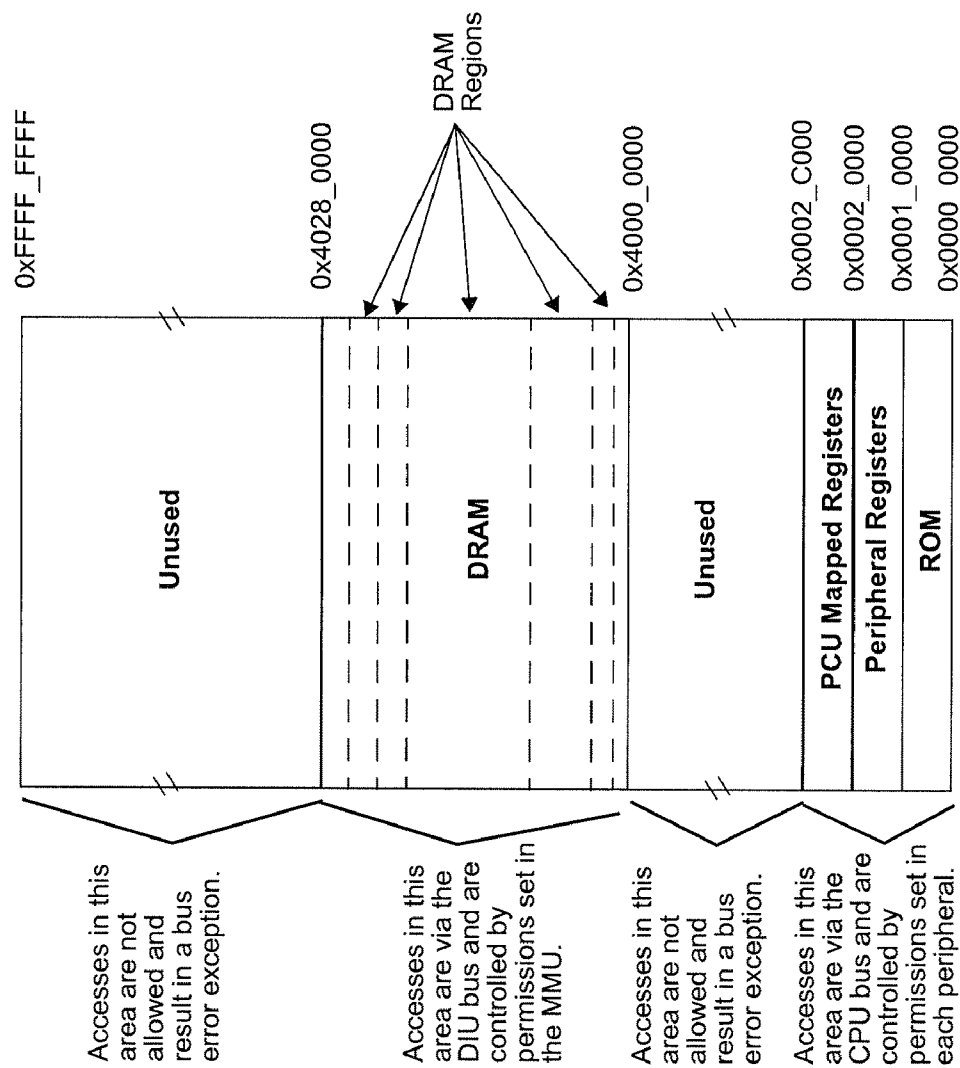 0xFFFF_FFFF
0x4028_0000
DRAM
Regions
0x4000_0000
0x0002_C000
0x0002_0000
0x0001_0000
0x0000_0000
Unused
DRAM
Unused
PCU Mapped Registers
Peripheral Registers
ROM
Accesses in this
area are not
allowed and
result in a bus
error exception.
Accesses in this
area are via the
DIU bus and are
controlled by
permissions set in
the MMU.
Accesses in this
area are not
allowed and
result in a bus
error exception.
Accesses in this
area are via the
CPU bus and are
controlled by
permissions set in
each peripheral.